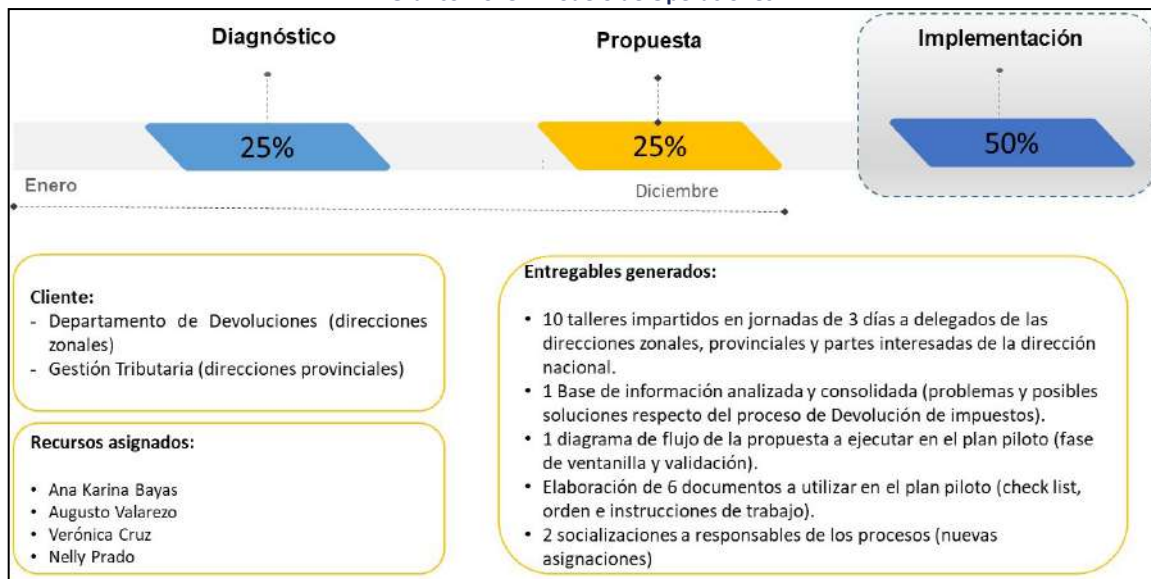 Diagnóstico
Propuesta
Implementación
25%
25%
50%
Enero
Diciembre
Cliente:
- Departamento de Devoluciones (direcciones
zonales)
- Gestión Tributaria (direcciones provinciales)
Recursos asignados:
• Ana Karina Bayas
• Augusto Valarezo
• Verónica Cruz
• Nelly Prado
Entregables generados:
• 10 talleres impartidos en jornadas de 3 días a delegados de las
direcciones zonales, provinciales y partes interesadas de la dirección
nacional.
• 1 Base de información analizada y consolidada (problemas y posibles
soluciones respecto del proceso de Devolución de impuestos).
• 1 diagrama de flujo de la propuesta a ejecutar en el plan piloto (fase
de ventanilla y validación).
• Elaboración de 6 documentos a utilizar en el plan piloto (check list,
orden e instrucciones de trabajo).
• 2 socializaciones a responsables de los procesos (nuevas
asignaciones)